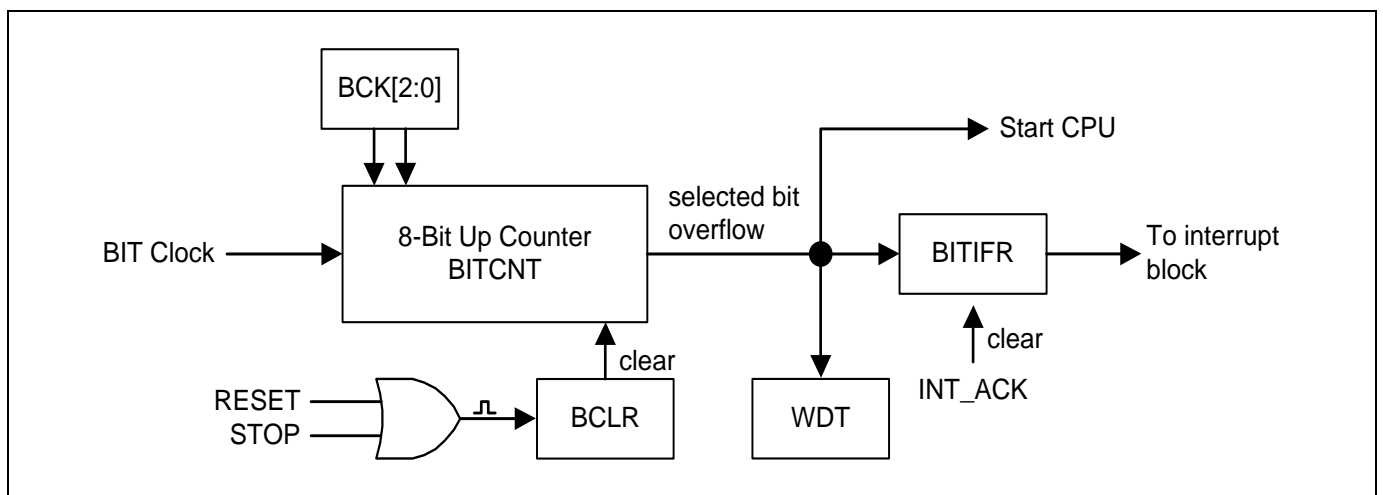 BCK[2:0]
Start CPU
selected bit
overflow
8-Bit Up Counter
BITCNT
BIT Clock
BITIFR
To interrupt
block
clear
clear
INT_ACK
RESET
STOP
BCLR
WDT